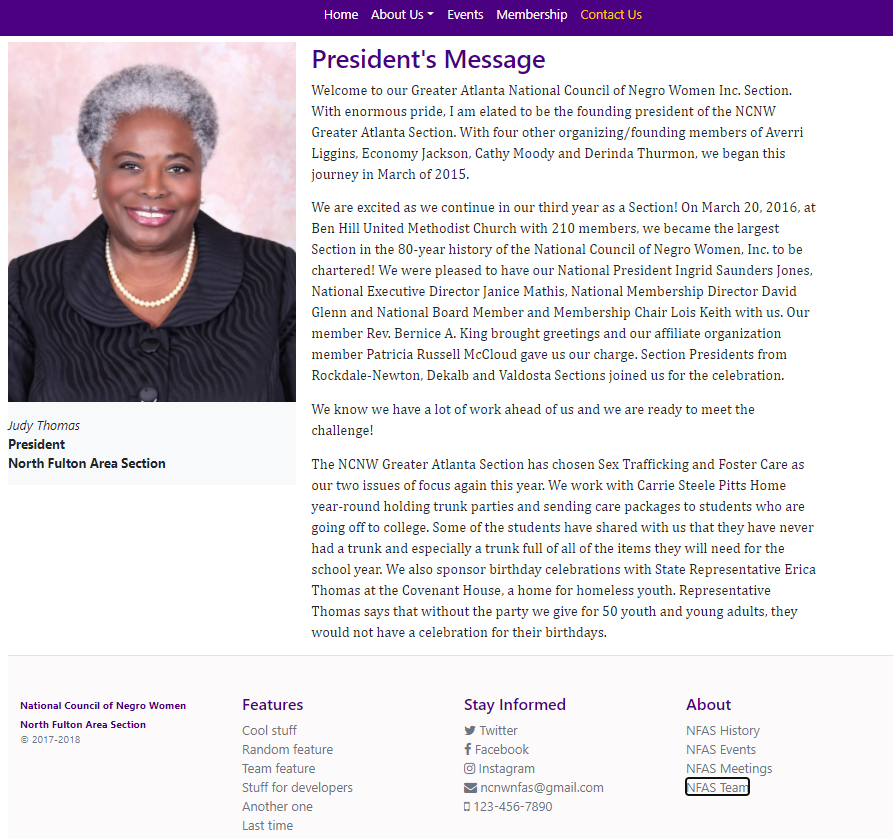 Home About Us Events Membership Contact Us
President's Message
Welcome to our Greater Atlanta National Council of Negro Women Inc. Section.
With enormous pride, I am elated to be the founding president of the NCNW
Greater Atlanta Section. With four other organizing/founding members of Averri
Liggins, Economy Jackson, Cathy Moody and Derinda Thurmon, we began this
journey in March of 2015.
We are excited as we continue in our third year as a Section! On March 20, 2016, at
Ben Hill United Methodist Church with 210 members, we became the largest
Section in the 80-year history of the National Council of Negro Women, Inc. to be
chartered! We were pleased to have our National President Ingrid Saunders Jones,
National Executive Director Janice Mathis, National Membership Director David
Glenn and National Board Member and Membership Chair Lois Keith with us. Our
member Rev. Bernice A. King brought greetings and our affiliate organization
member Patricia Russell McCloud gave us our charge. Section Presidents from
Rockdale-Newton, Dekalb and Valdosta Sections joined us for the celebration.
We know we have a lot of work ahead of us and we are ready to meet the
challenge!
The NCNW Greater Atlanta Section has chosen Sex Trafficking and Foster Care as
our two issues of focus again this year. We work with Carrie Steele Pitts Home
year-round holding trunk parties and sending care packages to students who are
going off to college. Some of the students have shared with us that they have never
had a trunk and especially a trunk full of all of the items they will need for the
school year. We also sponsor birthday celebrations with State Representative Erica
Thomas at the Covenant House, a home for homeless youth. Representative
Thomas says that without the party we give for 50 youth and young adults, they
would not have a celebration for their birthdays.
Judy Thomas
President
North Fulton Area Section
National Council of Negro Women
North Fulton Area Section
© 2017-2018
Features
Cool stuff
Random feature
Team feature
Stuff for developers
Another one
Last time
Stay Informed
Twitter
Facebook
Instagram
ncnwnfas@gmail.com
123-456-7890
About
NFAS History
NFAS Events
NFAS Meetings
NFAS Team